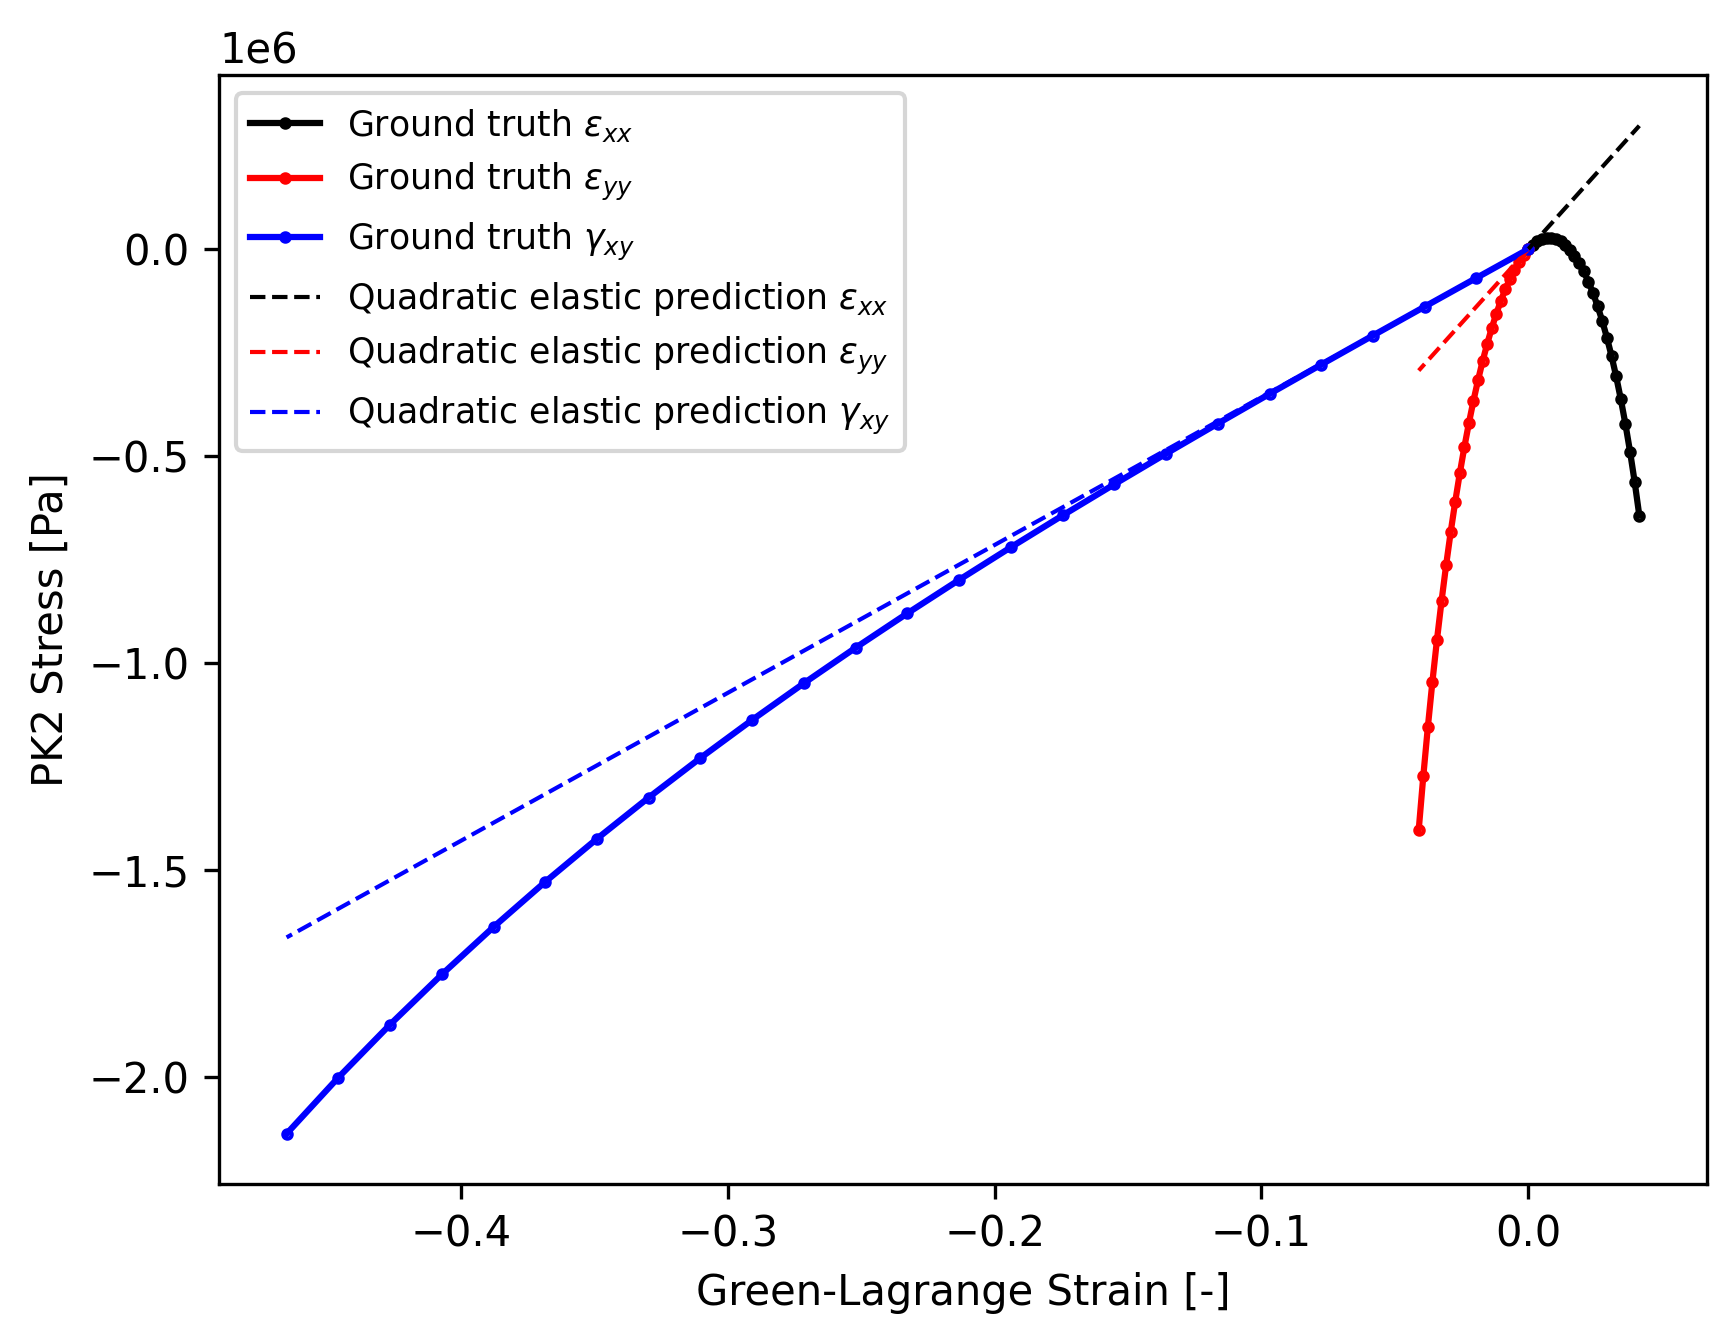 1e6
Ground truth εxx
Ground truth εyy
Ground truth γxy
Quadratic elastic prediction εxx
Quadratic elastic prediction εyy
Quadratic elastic prediction γxy
0.0
−0.5
−1.0
−1.5
−2.0
PK2 Stress [Pa]
−0.4 −0.3 −0.2 −0.1 0.0
Green-Lagrange Strain [-]